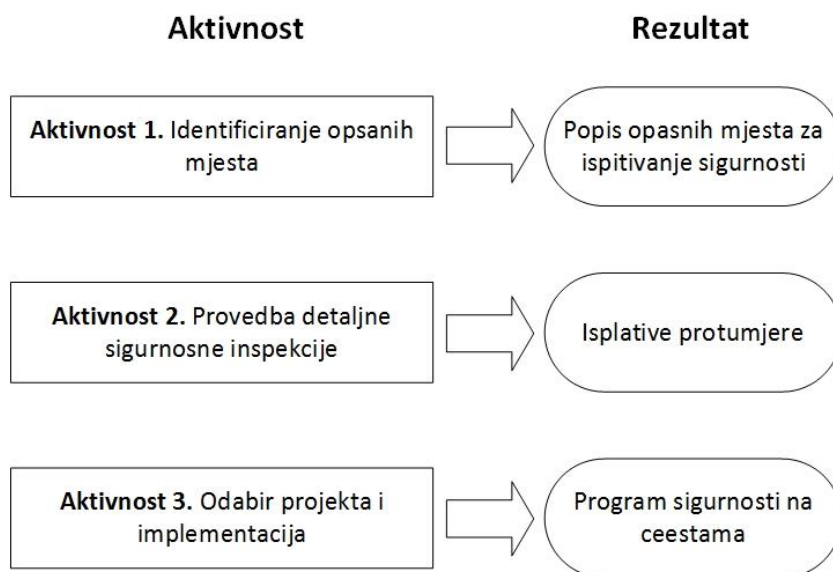 Aktivnost
Rezultat
Aktivnost 1. Identificiranje opsanih
mjesta
Popis opasnih mjesta za
ispitivanje sigurnosti
Aktivnost 2. Provedba detaljne
sigurnosne inspekcije
Isplative protumjere
Aktivnost 3. Odabir projekta i
implementacija
Program sigurnosti na
ceestama